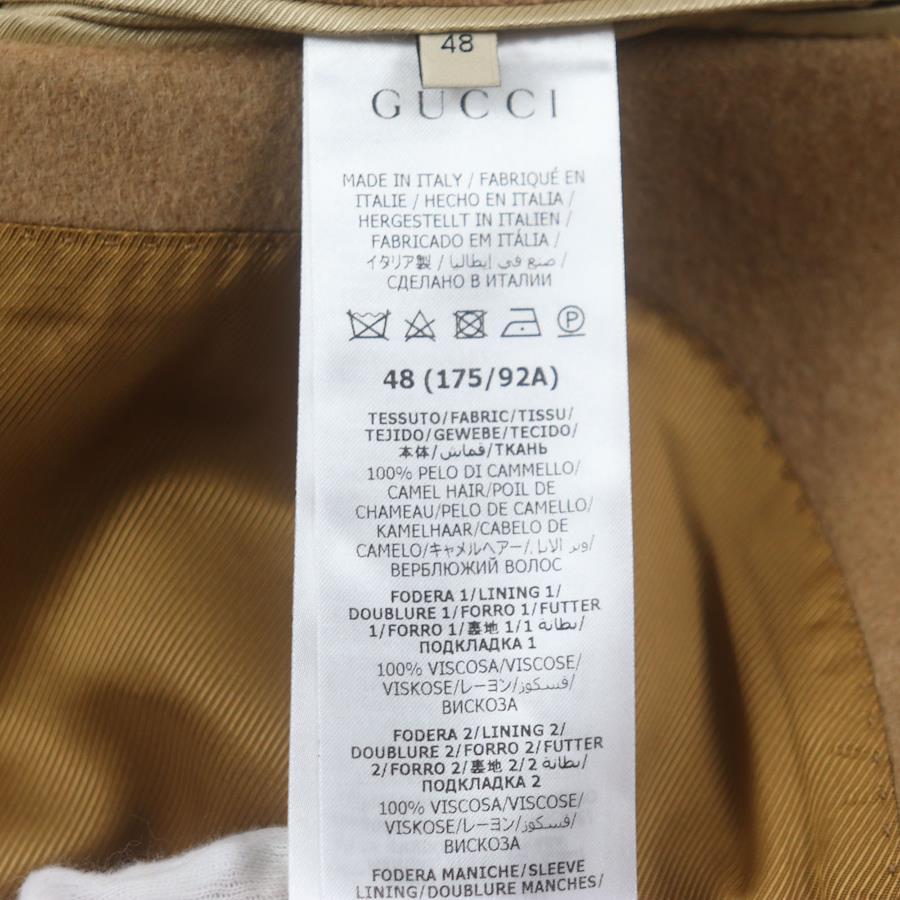 48
GUCCI
MADE IN ITALY / FABRIQUÉ EN
ITALIE / HECHO EN ITALIA /
HERGESTELLT IN ITALIEN /
FABRICADO EM ITÁLIA /
イタリア製 / صنع في إيطاليا /
СДЕЛАНО В ИТАЛИИ
P
48 (175/92A)
TESSUTO/FABRIC/TISSU/
TEJIDO/GEWEBE/TECIDO/
本体/قماش/ТКАНЬ
100% PELO DI CAMMELLO/
CAMEL HAIR/POIL DE
CHAMEAU/PELO DE CAMELLO/
KAMELHAAR/CABELO DE
CAMELO/キャメルヘアー/وبر الابل/
ВЕРБЛЮЖИЙ ВОЛОС
FODERA 1/LINING 1/
DOUBLURE 1/FORRO 1/FUTTER
1/FORRO 1/裏地 1/بطانة 1/
ПОДКЛАДКА 1
100% VISCOSA/VISCOSE/
VISKOSE/レーヨン/فسكوز/
ВИСКОЗА
FODERA 2/LINING 2/
DOUBLURE 2/FORRO 2/FUTTER
2/FORRO 2/裏地 2/بطانة 2/
ПОДКЛАДКА 2
100% VISCOSA/VISCOSE/
VISKOSE/レーヨン/فسكوز/
ВИСКОЗА
FODERA MANICHE/SLEEVE
LINING/DOUBLURE MANCHES/